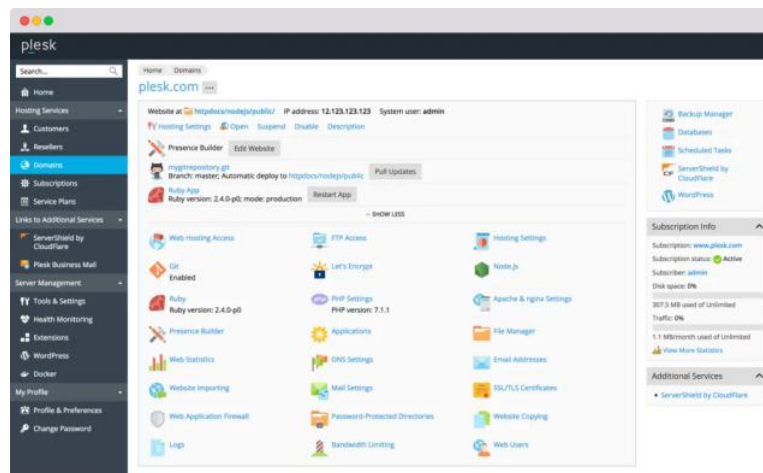 plesk
Search...
Home
Hosting Services
Customers
Resellers
Domains
Subscriptions
Service Plans
Links to Additional Services
ServerShield by
CloudFlare
Plesk Business Mail
Server Management
Tools & Settings
Health Monitoring
Extensions
WordPress
Docker
My Profile
Profile & Preferences
Change Password
Home Domains
plesk.com
Website at httpdocs/nodejs/public/ IP address: 12.123.123.123 System user: admin
Hosting Settings Open Suspend Disable Description
Presence Builder Edit Website
mygitrepository.git
Branch: master; Automatic deploy to httpdocs/nodejs/public Pull Updates
Ruby App
Ruby version: 2.4.0-p0; mode: production Restart App
SHOW LESS
Web Hosting Access FTP Access Hosting Settings
Git Let's Encrypt Node.js
Enabled
Ruby PHP Settings Apache & nginx Settings
Ruby version: 2.4.0-p0 PHP version: 7.1.1
Presence Builder Applications File Manager
Web Statistics DNS Settings Email Addresses
Website Importing Mail Settings SSL/TLS Certificates
Web Application Firewall Password-Protected Directories Website Copying
Logs Bandwidth Limiting Web Users
Backup Manager
Databases
Scheduled Tasks
ServerShield by
CloudFlare
WordPress
Subscription Info
Subscription: www.plesk.com
Subscription status: Active
Subscriber: admin
Disk space: 0%
307.5 MB used of Unlimited
Traffic: 0%
1.1 MB/month used of Unlimited
View More Statistics
Additional Services
ServerShield by CloudFlare